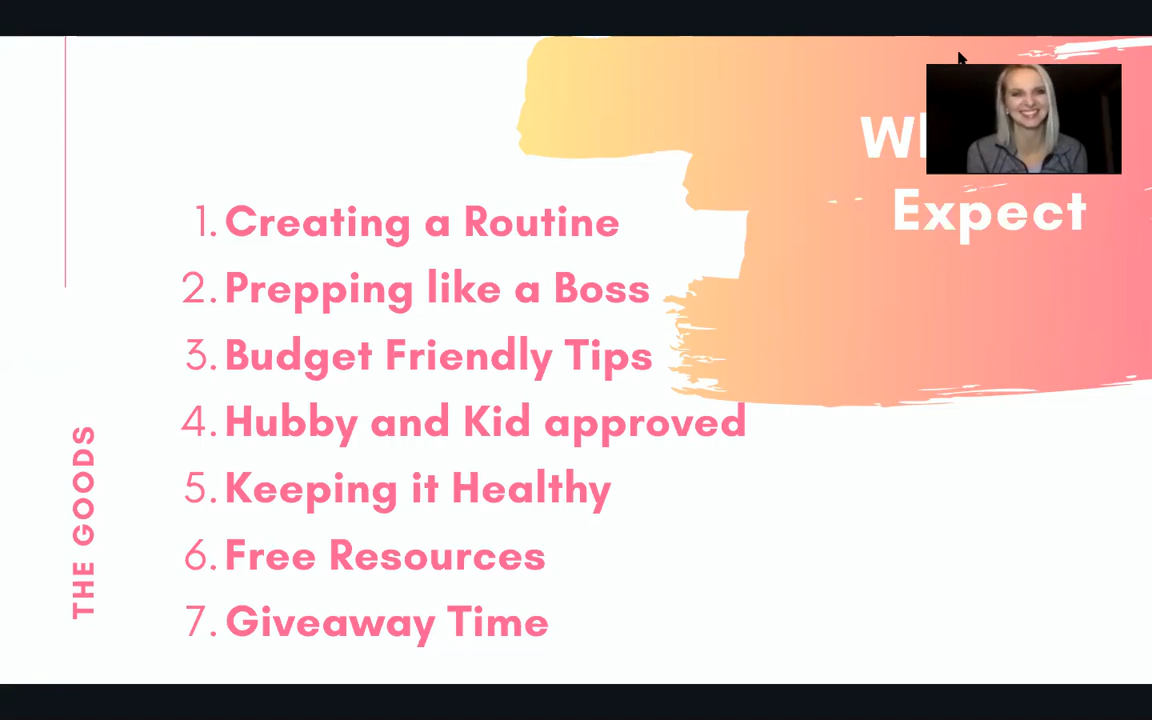 Expect
1. Creating a Routine
2. Prepping like a Boss
3. Budget Friendly Tips
4. Hubby and Kid approved
5. Keeping it Healthy
6. Free Resources
7. Giveaway Time
THE GOODS